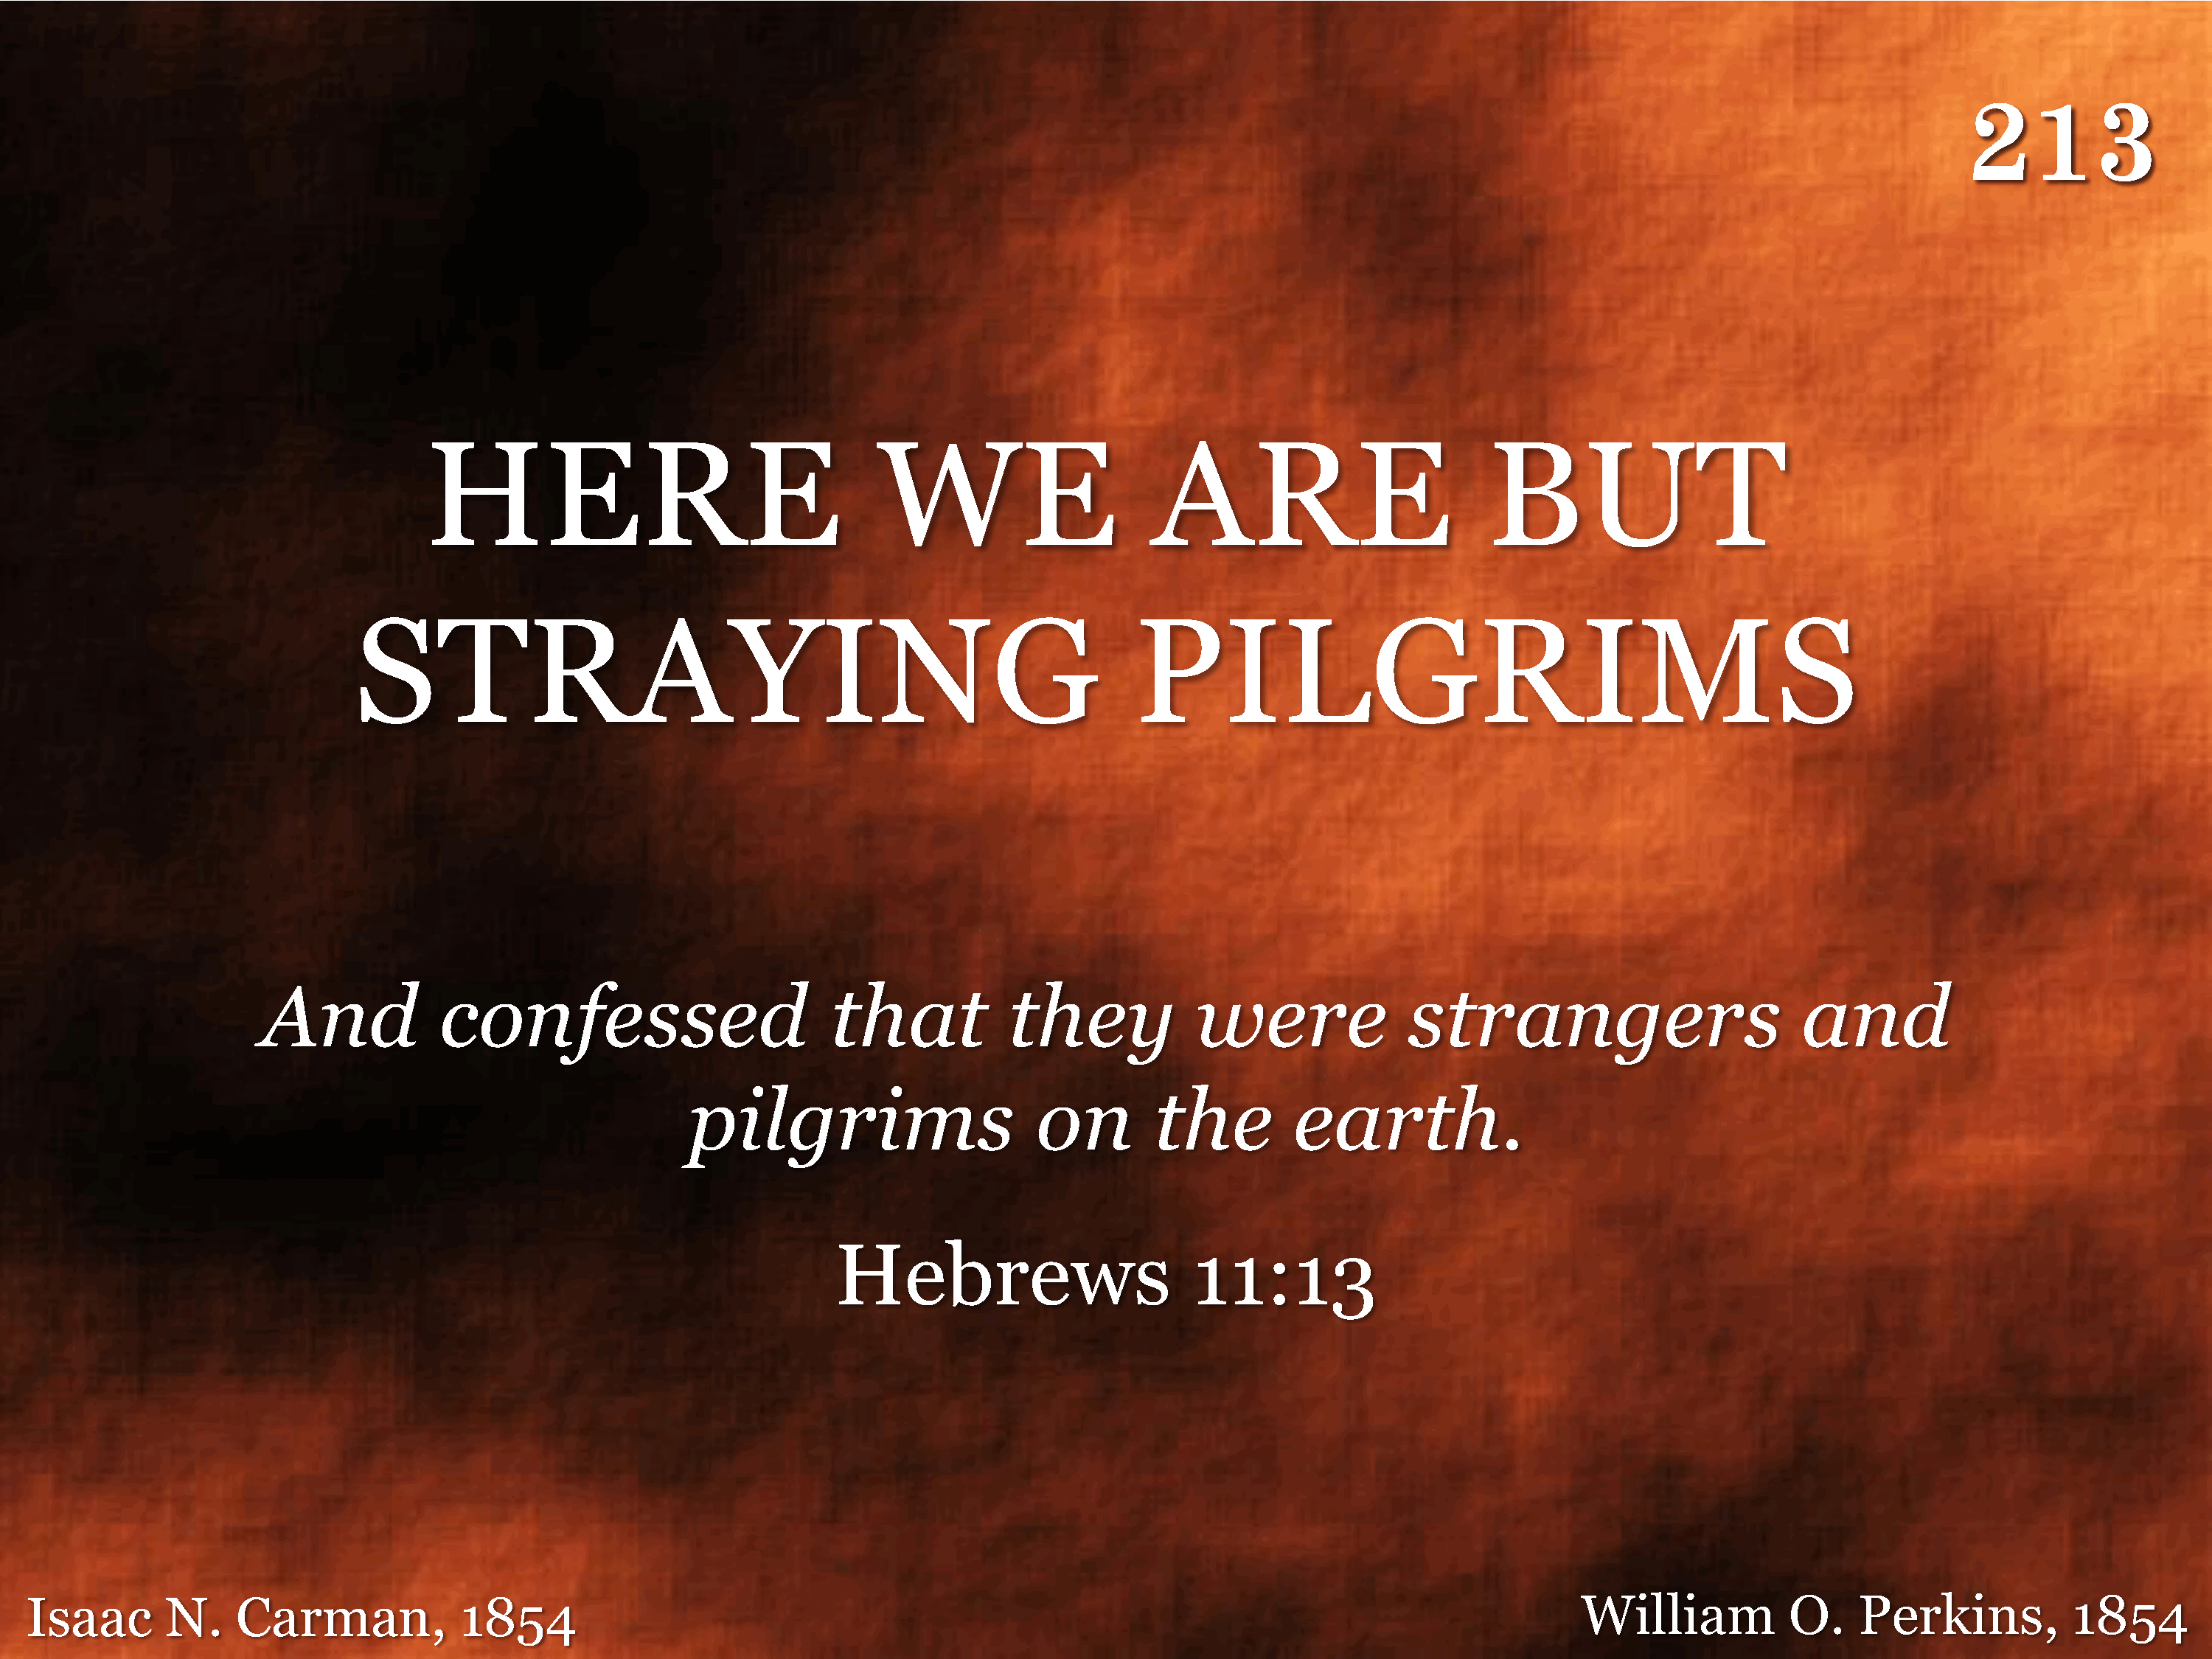 213
HERE WE ARE BUT
STRAYING PILGRIMS
And confessed that they were strangers and
pilgrims on the earth.
Hebrews 11:13
Isaac N. Carman, 1854
William O. Perkins, 1854